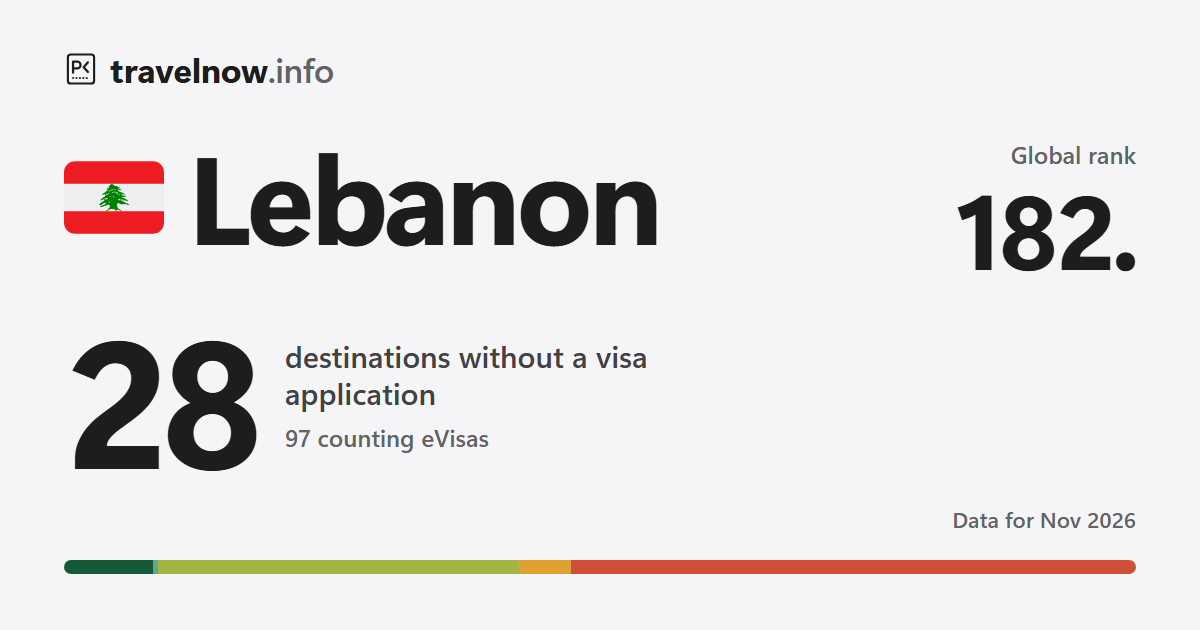 travelnow.info
Lebanon
Global rank
182.
28
destinations without a visa
application
97 counting eVisas
Data for Nov 2026